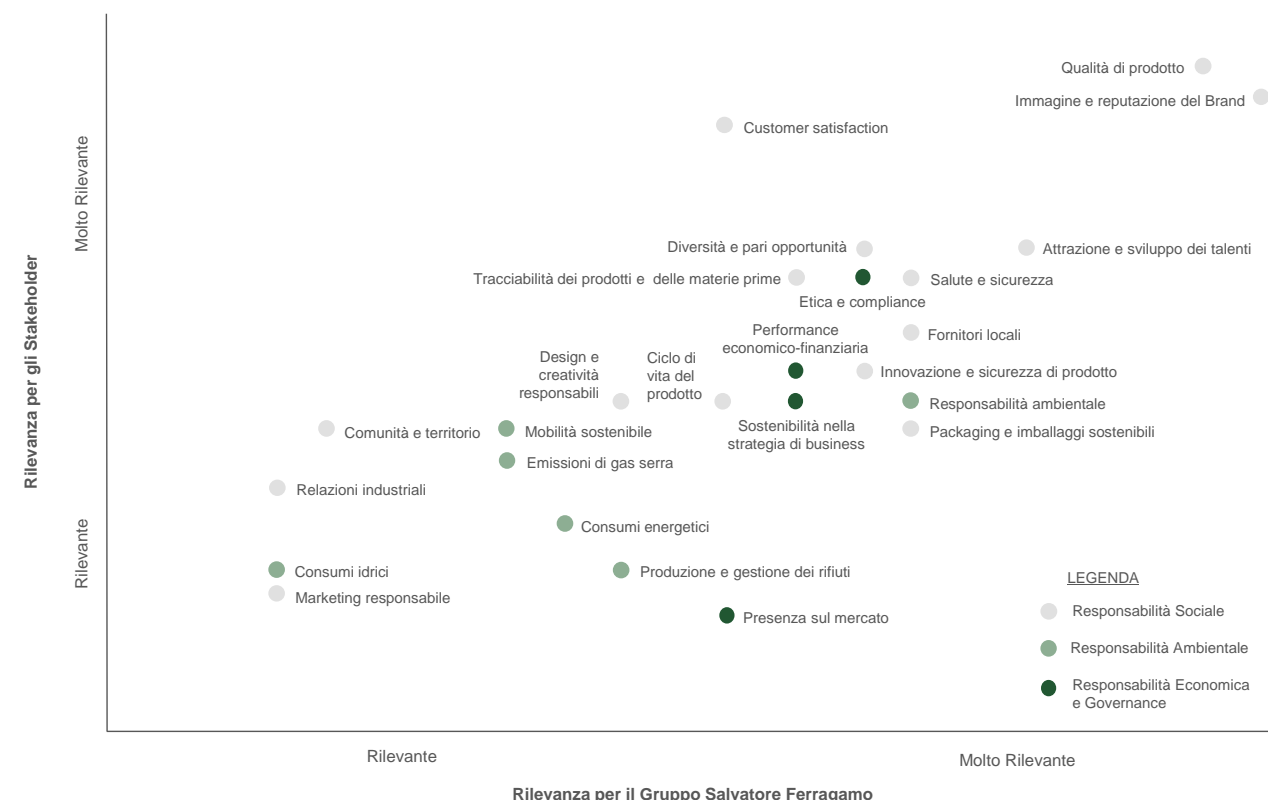 Qualità di prodotto
Immagine e reputazione del Brand
Customer satisfaction
Molto Rilevante
Diversità e pari opportunità
Attrazione e sviluppo dei talenti
Tracciabilità dei prodotti e delle materie prime
Salute e sicurezza
Etica e compliance
Rilevanza per gli Stakeholder
Performance
economico-finanziaria
Fornitori locali
Design e
creatività
responsabili
Ciclo di
vita del
prodotto
Innovazione e sicurezza di prodotto
Responsabilità ambientale
Sostenibilità nella
strategia di business
Packaging e imballaggi sostenibili
Comunità e territorio
Mobilità sostenibile
Emissioni di gas serra
Relazioni industriali
Rilevante
Consumi energetici
Consumi idrici
Produzione e gestione dei rifiuti
Marketing responsabile
Presenza sul mercato
LEGENDA
Responsabilità Sociale
Responsabilità Ambientale
Responsabilità Economica
e Governance
Rilevante
Molto Rilevante
Rilevanza per il Gruppo Salvatore Ferragamo